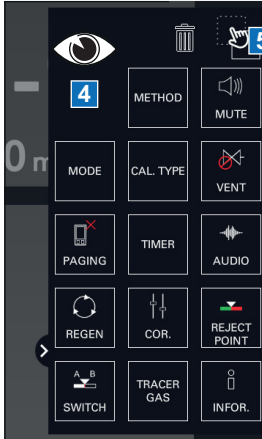 5
4
METHOD
MUTE
0 m
MODE
CAL. TYPE
VENT
PAGING
TIMER
AUDIO
REGEN
COR.
REJECT
POINT
A B
SWITCH
TRACER
GAS
INFOR.